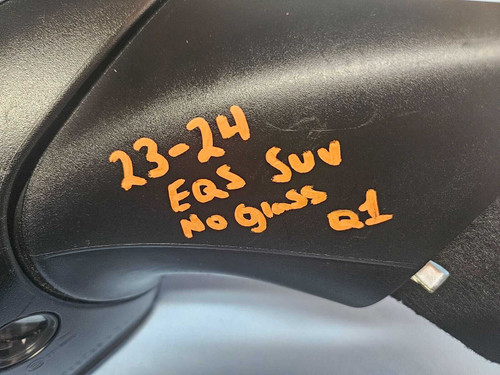 23-24
EQS SUV
No glass Q1